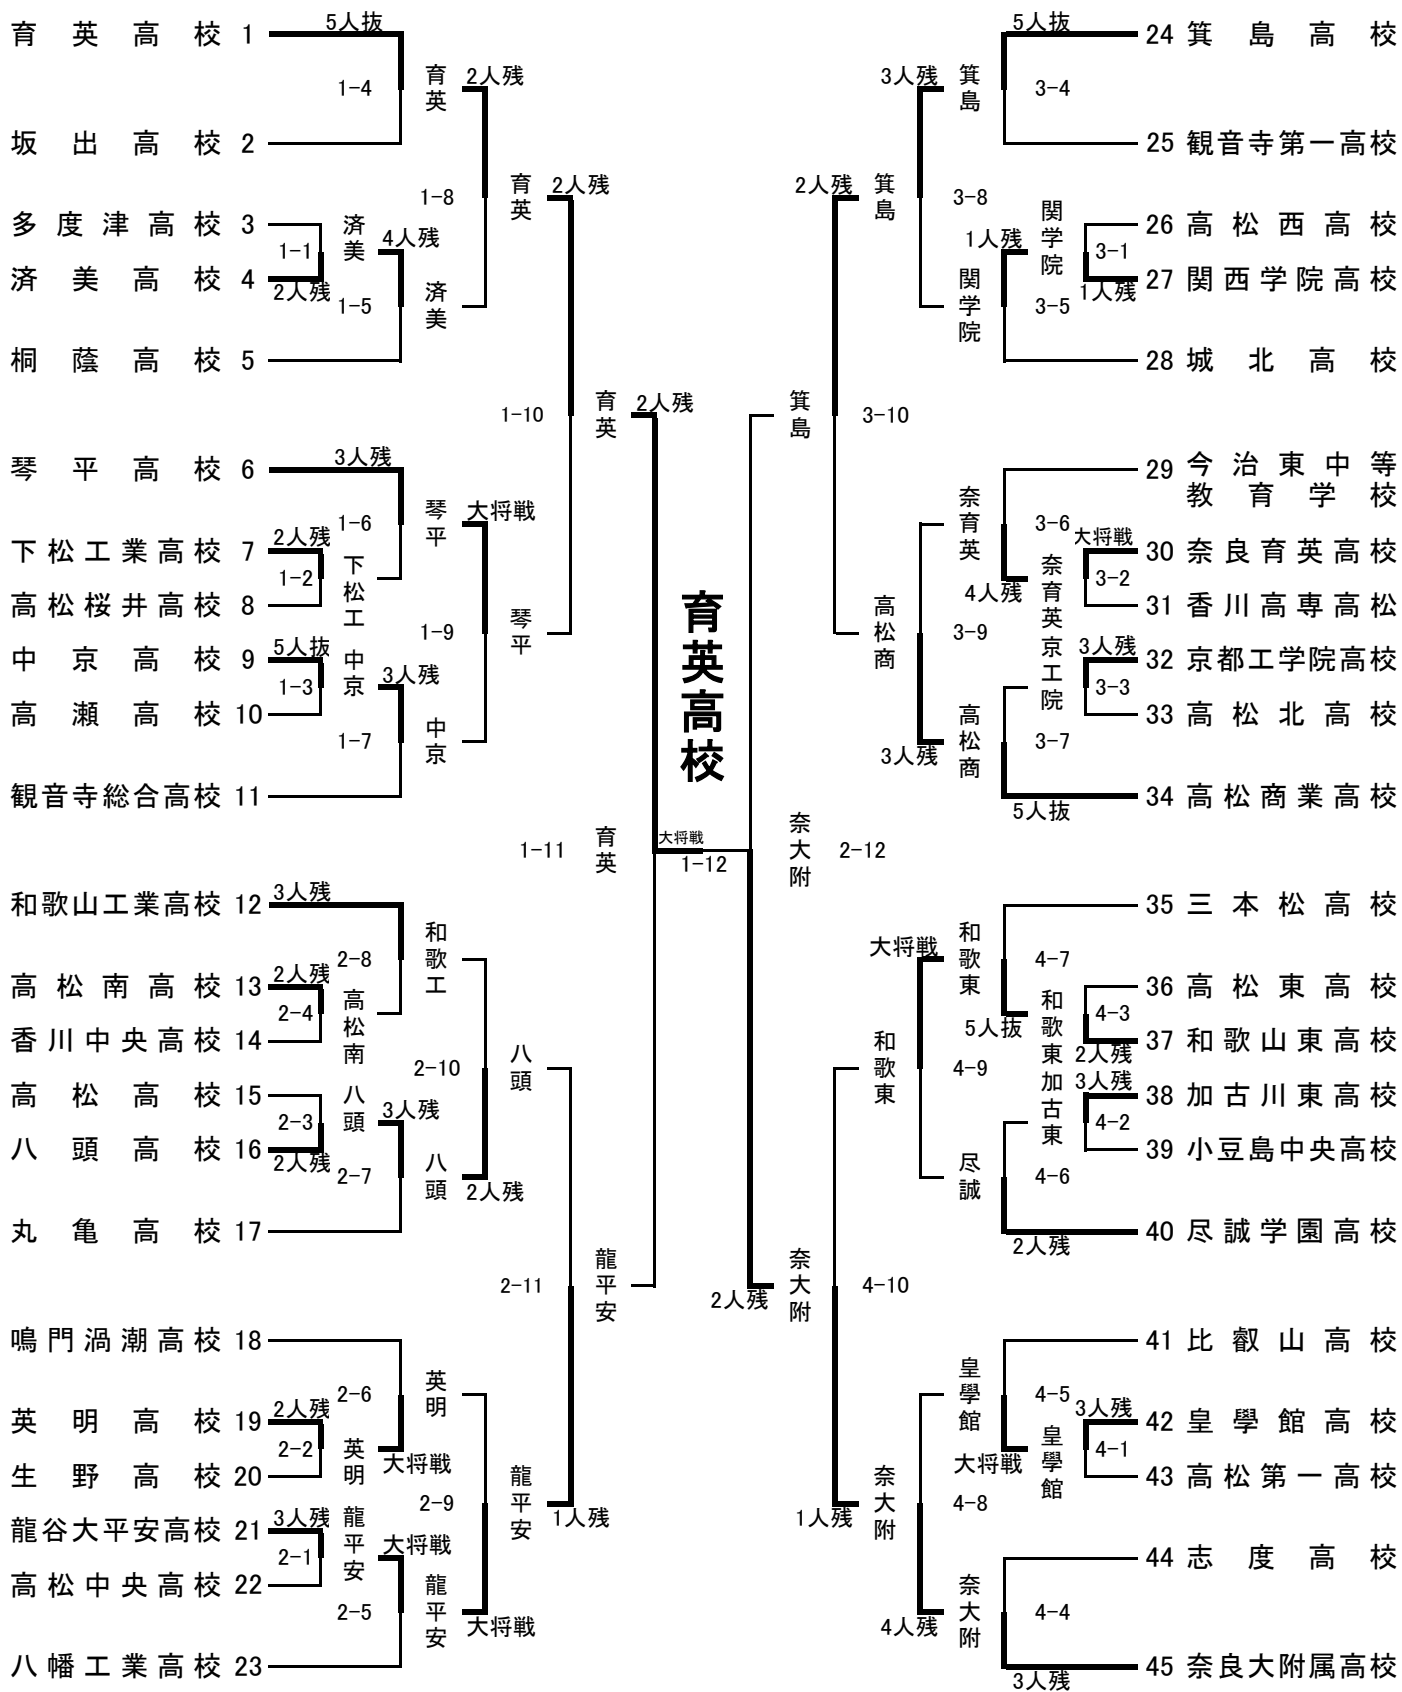 育英高校 1
5人抜
1-4
坂出高校 2
育英
2人残
1-8
多度津高校 3
1-1
済美高校 4
2人残
済美
4人残
1-5
桐蔭高校 5
済美
育英
2人残
1-10
琴平高校 6
3人残
1-6
下松工業高校 7
2人残
1-2
高松桜井高校 8
下松工
琴平
大将戦
1-9
中京高校 9
5人抜
1-3
高瀬高校 10
中京
3人残
1-7
観音寺総合高校 11
中京
琴平
育英
2人残
1-11
和歌山工業高校 12
3人残
2-8
高松南高校 13
2人残
2-4
香川中央高校 14
高松南
和歌工
2-10
高松高校 15
2-3
八頭高校 16
2人残
八頭
3人残
2-7
丸亀高校 17
八頭
2人残
八頭
2-11
鳴門渦潮高校 18
2-6
英明高校 19
2人残
2-2
生野高校 20
英明
大将戦
英明
2-9
龍谷大平安高校 21
3人残
2-1
高松中央高校 22
龍平安
大将戦
2-5
八幡工業高校 23
龍平安
大将戦
龍平安
1人残
龍平安
育英
大将戦
1-12
育英高校
24 箕島高校
5人抜
3-4
25 観音寺第一高校
箕島
3人残
3-8
26 高松西高校
3-1
27 関西学院高校
1人残
関学院
1人残
3-5
28 城北高校
関学院
箕島
2人残
3-10
29 今治東中等
教育学校
3-6
30 奈良育英高校
大将戦
3-2
31 香川高専高松
奈育英
4人残
奈育英
3-9
32 京都工学院高校
3人残
3-3
33 高松北高校
京工院
3-7
34 高松商業高校
5人抜
高松商
3人残
高松商
箕島
奈大附
2-12
35 三本松高校
4-7
36 高松東高校
4-3
37 和歌山東高校
2人残
和歌東
5人抜
和歌東
大将戦
4-9
38 加古川東高校
3人残
4-2
39 小豆島中央高校
加古東
4-6
40 尽誠学園高校
2人残
尽誠
和歌東
4-10
41 比叡山高校
4-5
42 皇學館高校
3人残
4-1
43 高松第一高校
皇學館
大将戦
皇學館
4-8
44 志度高校
4-4
45 奈良大附属高校
3人残
奈大附
4人残
奈大附
1人残
奈大附
2人残